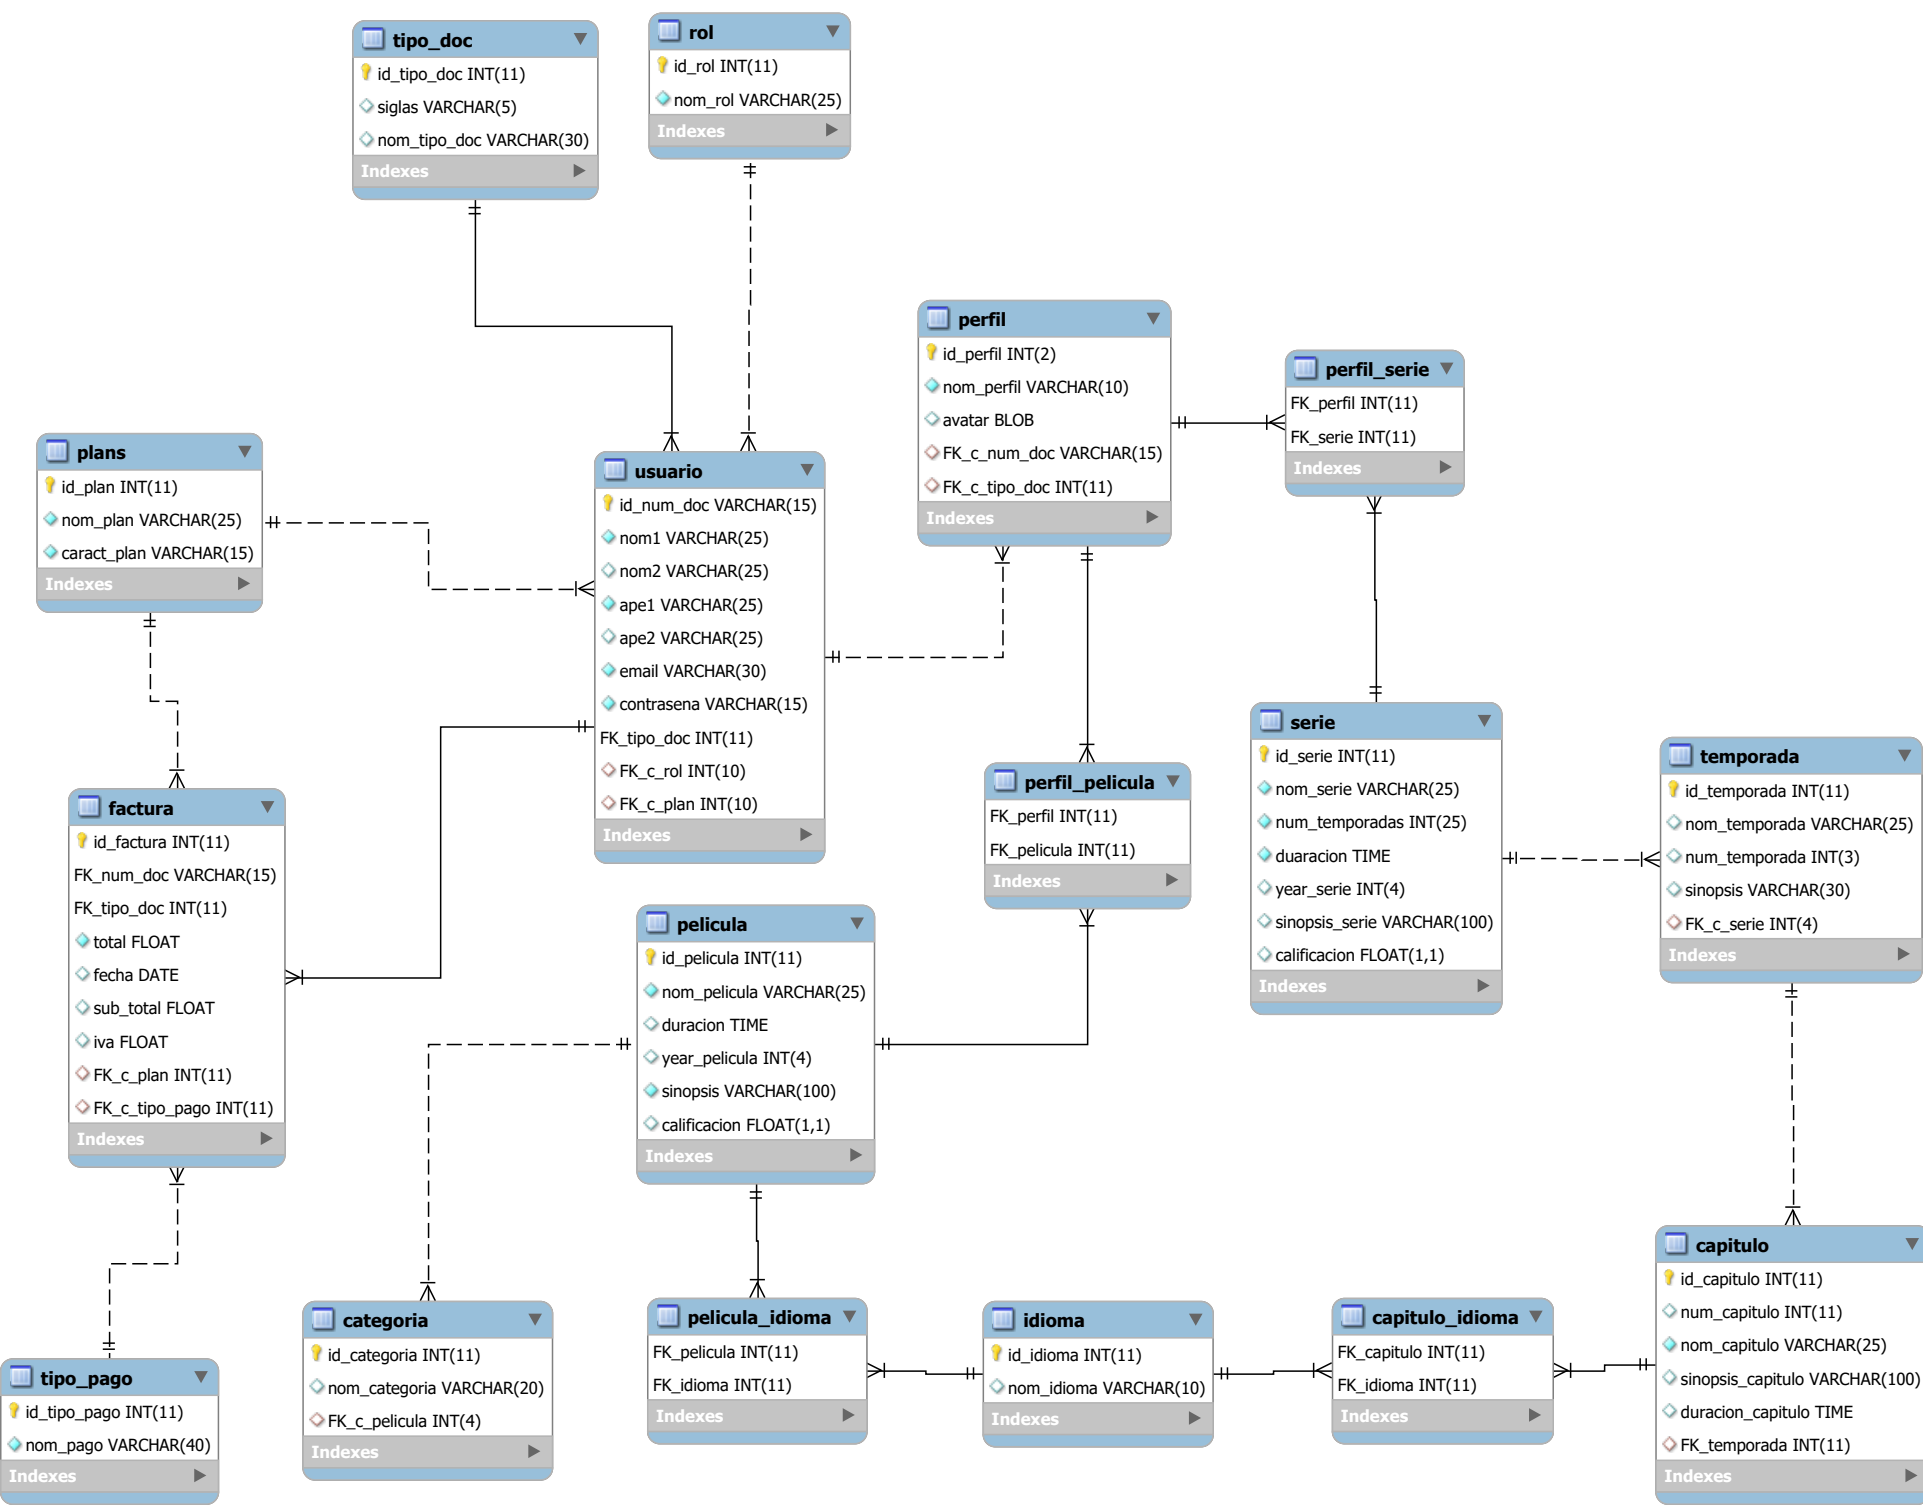 tipo_doc
id_tipo_doc INT(11)
siglas VARCHAR(5)
nom_tipo_doc VARCHAR(30)
Indexes
rol
id_rol INT(11)
nom_rol VARCHAR(25)
Indexes
perfil
id_perfil INT(2)
nom_perfil VARCHAR(10)
avatar BLOB
FK_c_num_doc VARCHAR(15)
FK_c_tipo_doc INT(11)
Indexes
perfil_serie
FK_perfil INT(11)
FK_serie INT(11)
Indexes
plans
id_plan INT(11)
nom_plan VARCHAR(25)
caract_plan VARCHAR(15)
Indexes
usuario
id_num_doc VARCHAR(15)
nom1 VARCHAR(25)
nom2 VARCHAR(25)
ape1 VARCHAR(25)
ape2 VARCHAR(25)
email VARCHAR(30)
contrasena VARCHAR(15)
FK_tipo_doc INT(11)
FK_c_rol INT(10)
FK_c_plan INT(10)
Indexes
serie
id_serie INT(11)
nom_serie VARCHAR(25)
num_temporadas INT(25)
duaracion TIME
year_serie INT(4)
sinopsis_serie VARCHAR(100)
calificacion FLOAT(1,1)
Indexes
temporada
id_temporada INT(11)
nom_temporada VARCHAR(25)
num_temporada INT(3)
sinopsis VARCHAR(30)
FK_c_serie INT(4)
Indexes
perfil_pelicula
FK_perfil INT(11)
FK_pelicula INT(11)
Indexes
factura
id_factura INT(11)
FK_num_doc VARCHAR(15)
FK_tipo_doc INT(11)
total FLOAT
fecha DATE
sub_total FLOAT
iva FLOAT
FK_c_plan INT(11)
FK_c_tipo_pago INT(11)
Indexes
pelicula
id_pelicula INT(11)
nom_pelicula VARCHAR(25)
duracion TIME
year_pelicula INT(4)
sinopsis VARCHAR(100)
calificacion FLOAT(1,1)
Indexes
capitulo
id_capitulo INT(11)
num_capitulo INT(11)
nom_capitulo VARCHAR(25)
sinopsis_capitulo VARCHAR(100)
duracion_capitulo TIME
FK_temporada INT(11)
Indexes
tipo_pago
id_tipo_pago INT(11)
nom_pago VARCHAR(40)
Indexes
categoria
id_categoria INT(11)
nom_categoria VARCHAR(20)
FK_c_pelicula INT(4)
Indexes
pelicula_idioma
FK_pelicula INT(11)
FK_idioma INT(11)
Indexes
idioma
id_idioma INT(11)
nom_idioma VARCHAR(10)
Indexes
capitulo_idioma
FK_capitulo INT(11)
FK_idioma INT(11)
Indexes